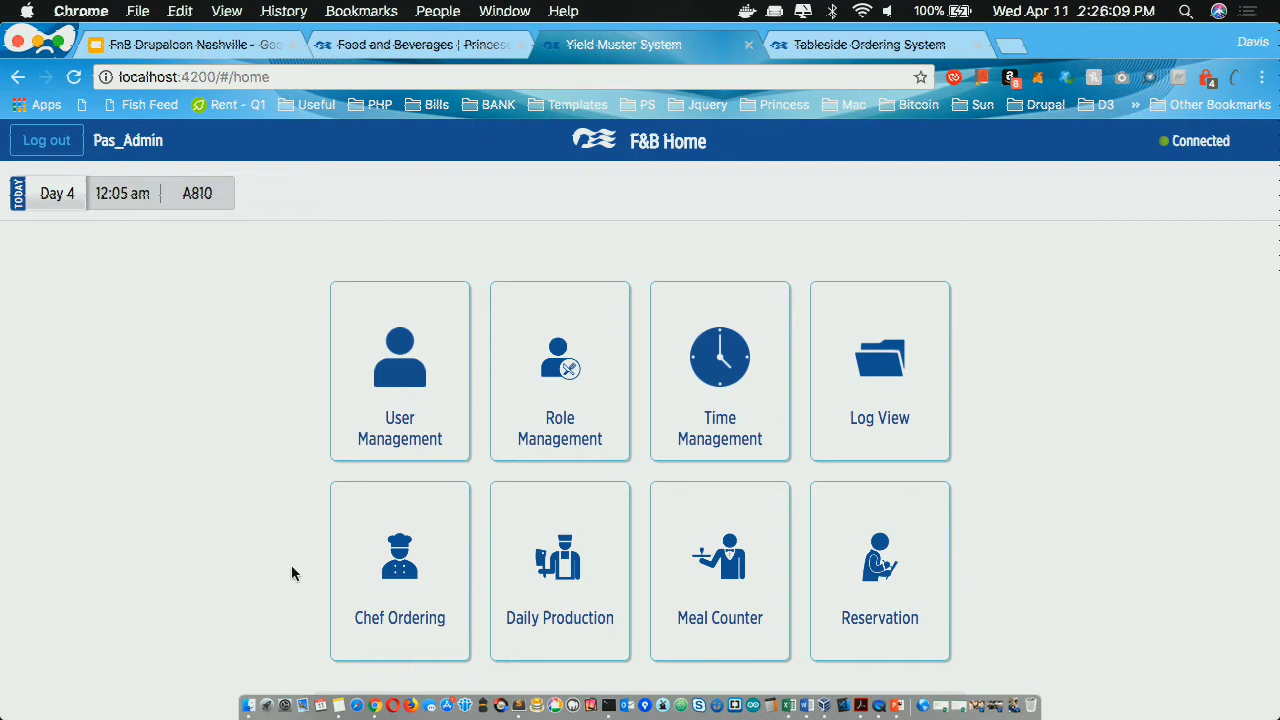 Chrome File Edit View History Bookmarks People Window Help 100% Wed Apr 11 2:26:09 PM
FnB Drupalcon Nashville - Goo
Food and Beverages | Princess
Yield Muster System
Tableside Ordering System
Davis
localhost:4200/#/home
8
4
Apps Fish Feed Rent - Q1 Useful PHP Bills BANK Templates PS Jquery Princess Mac Bitcoin Sun Drupal D3 » Other Bookmarks
Log out Pas_Admin F&B Home Connected
TODAY Day 4 12:05 am A810
User
Management
Role
Management
Time
Management
Log View
Chef Ordering
Daily Production
Meal Counter
Reservation